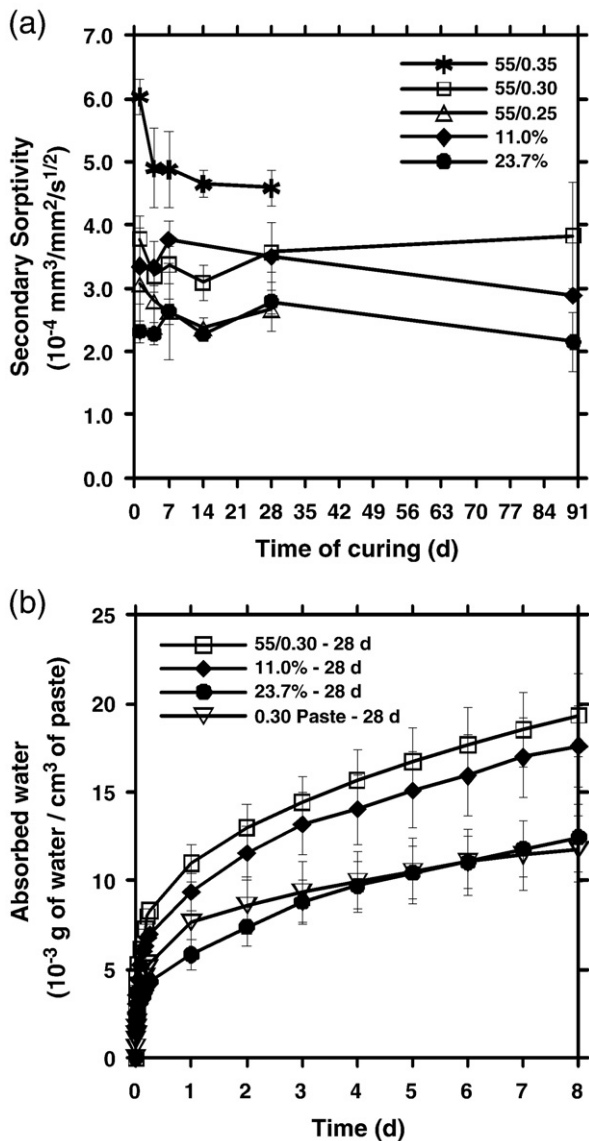 (a)
7.0
6.0
5.0
4.0
3.0
2.0
1.0
0.0
Secondary Sorptivity
(10⁻⁴ mm³/mm²/s¹/²)
55/0.35
55/0.30
55/0.25
11.0%
23.7%
0 7 14 21 28 35 42 49 56 63 70 77 84 91
Time of curing (d)
(b)
25
20
15
10
5
0
Absorbed water
(10⁻³ g of water / cm³ of paste)
55/0.30 - 28 d
11.0% - 28 d
23.7% - 28 d
0.30 Paste - 28 d
0 1 2 3 4 5 6 7 8
Time (d)